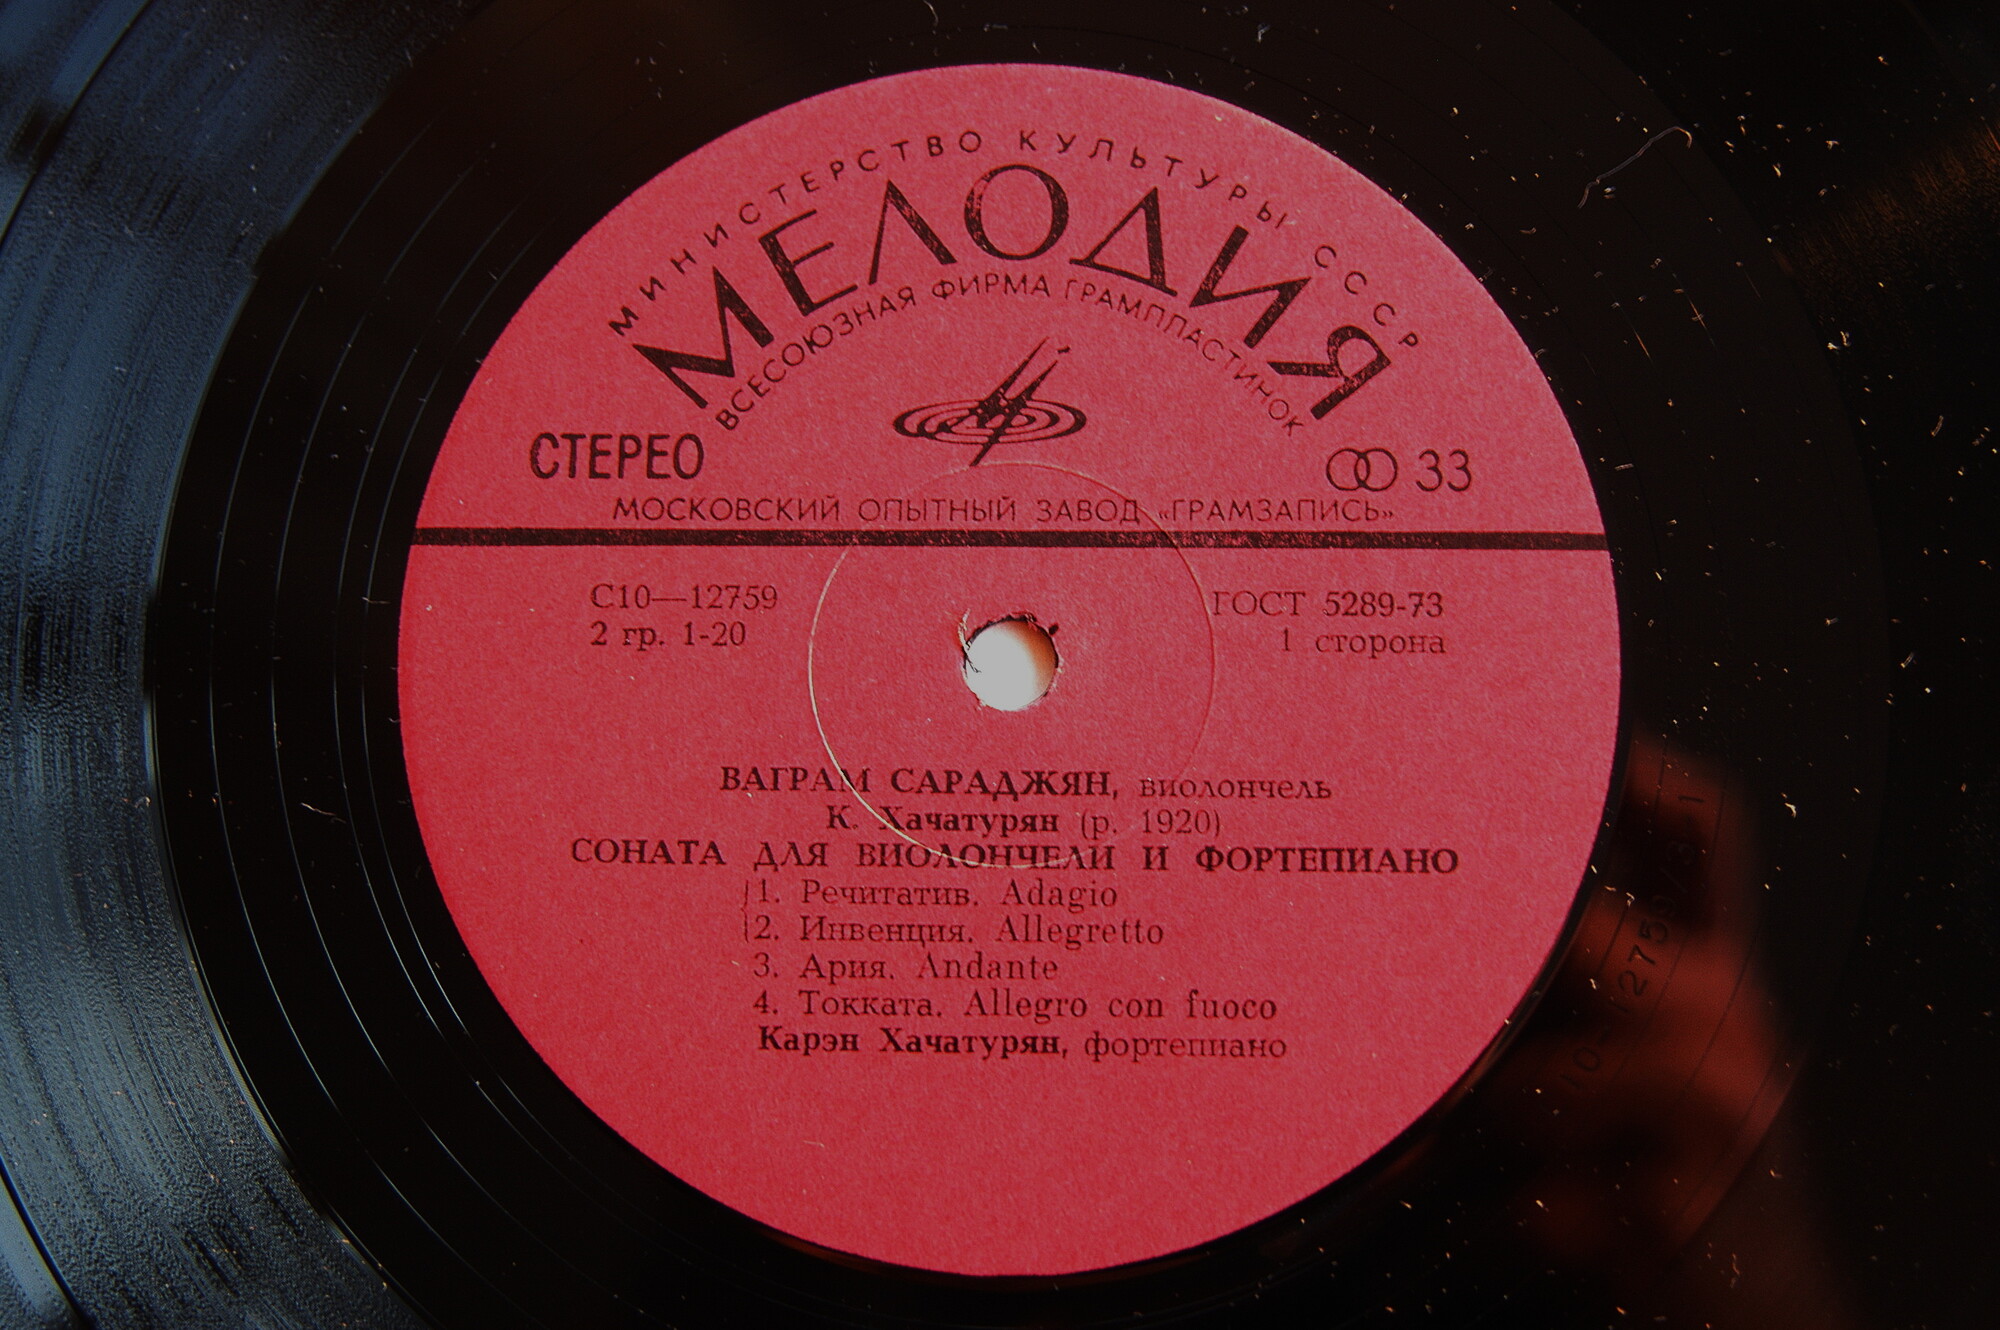 МИНИСТЕРСТВО КУЛЬТУРЫ СССР
МЕЛОДИЯ
ВСЕСОЮЗНАЯ ФИРМА ГРАМПЛАСТИНОК
СТЕРЕО
33
МОСКОВСКИЙ ОПЫТНЫЙ ЗАВОД «ГРАМЗАПИСЬ»
С10—12759
ГОСТ 5289-73
2 гр. 1-20
1 сторона
ВАГРАМ САРАДЖЯН, виолончель
К. Хачатурян (р. 1920)
СОНАТА ДЛЯ ВИОЛОНЧЕЛИ И ФОРТЕПИАНО
1. Речитатив. Adagio
2. Инвенция. Allegretto
3. Ария. Andante
4. Токката. Allegro con fuoco
Карэн Хачатурян, фортепиано